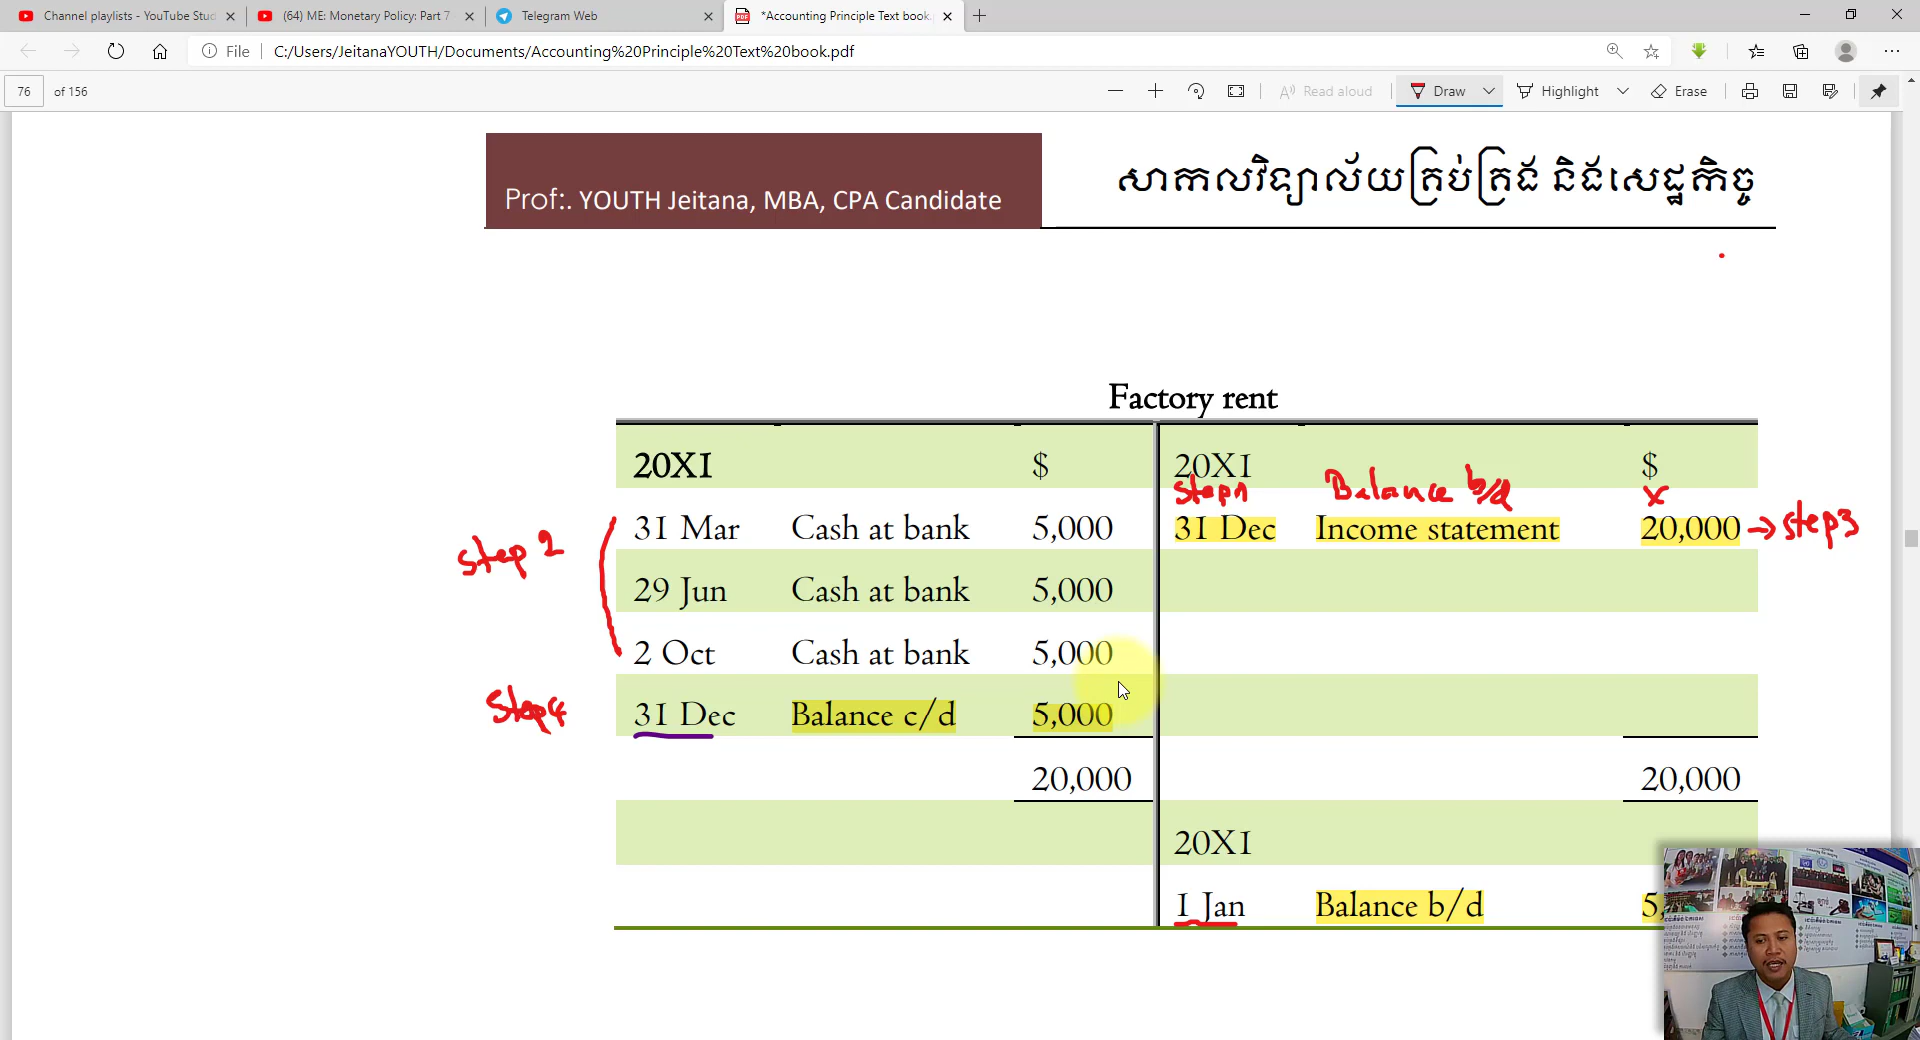 Channel playlists - YouTube Stud
(64) ME: Monetary Policy: Part 7
Telegram Web
*Accounting Principle Text book.
File
C:/Users/JeitanaYOUTH/Documents/Accounting%20Principle%20Text%20book.pdf
76 of 156
Read aloud
Draw
Highlight
Erase
Prof:. YOUTH Jeitana, MBA, CPA Candidate
សាកលវិទ្យាល័យគ្រប់គ្រង និងសេដ្ឋកិច្ច
Factory rent
20X1 $ 20X1 $
step1 Balance b/d x
31 Mar Cash at bank 5,000 31 Dec Income statement 20,000 → step3
step 2
29 Jun Cash at bank 5,000
2 Oct Cash at bank 5,000
step4 31 Dec Balance c/d 5,000
20,000 20,000
20X1
1 Jan Balance b/d